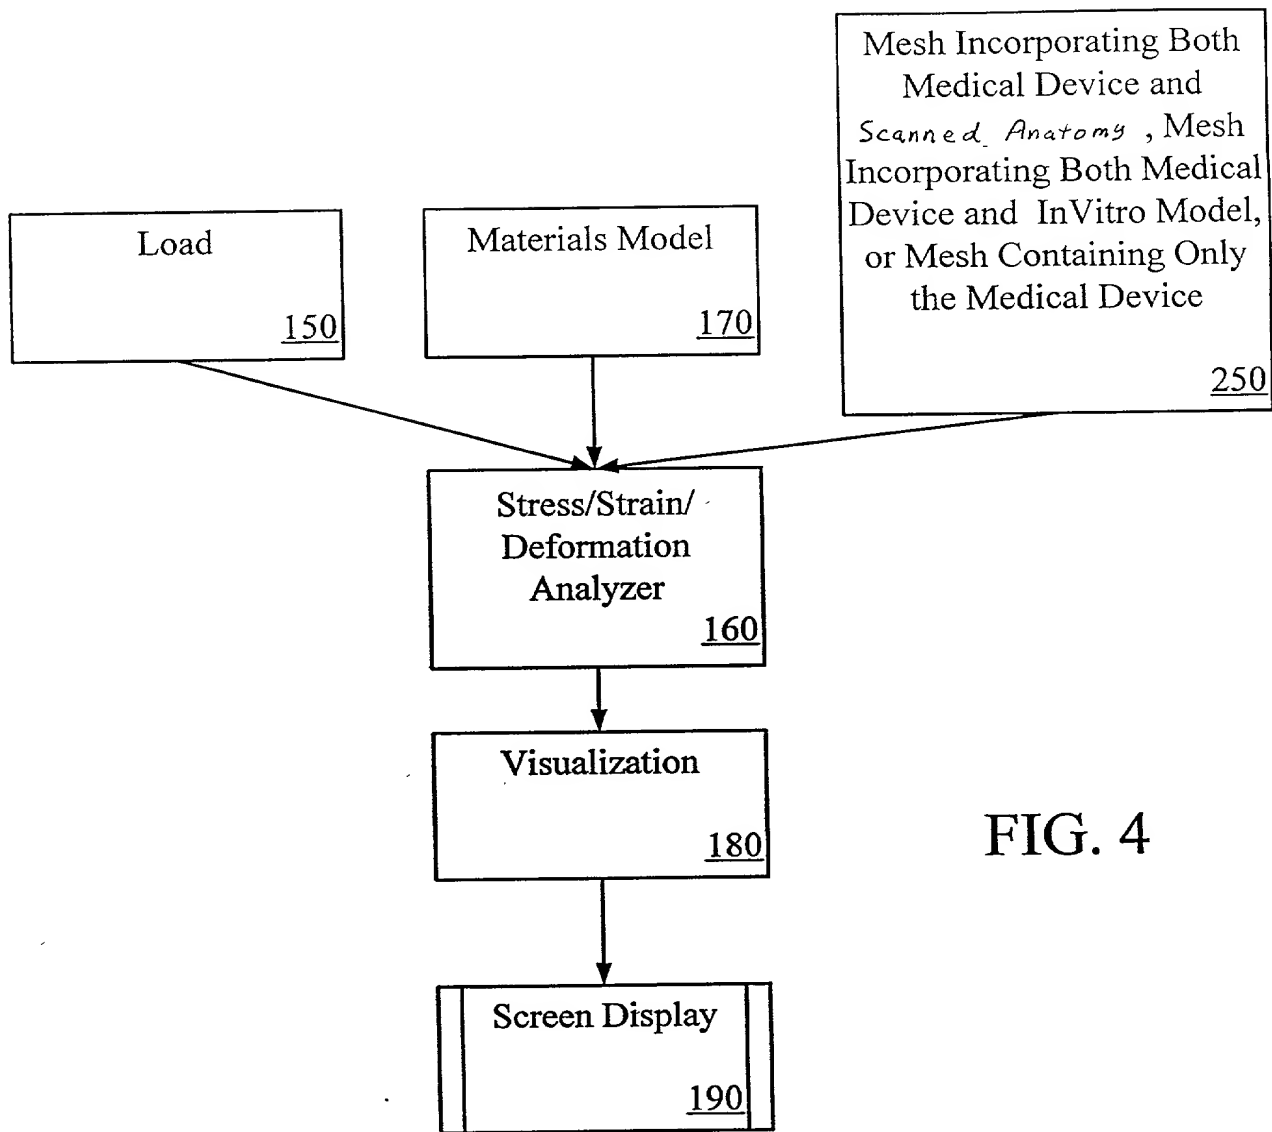 Mesh Incorporating Both
Medical Device and
Scanned Anatomy , Mesh
Incorporating Both Medical
Device and InVitro Model,
or Mesh Containing Only
the Medical Device
250
Load
150
Materials Model
170
Stress/Strain/
Deformation
Analyzer
160
Visualization
180
FIG. 4
Screen Display
190